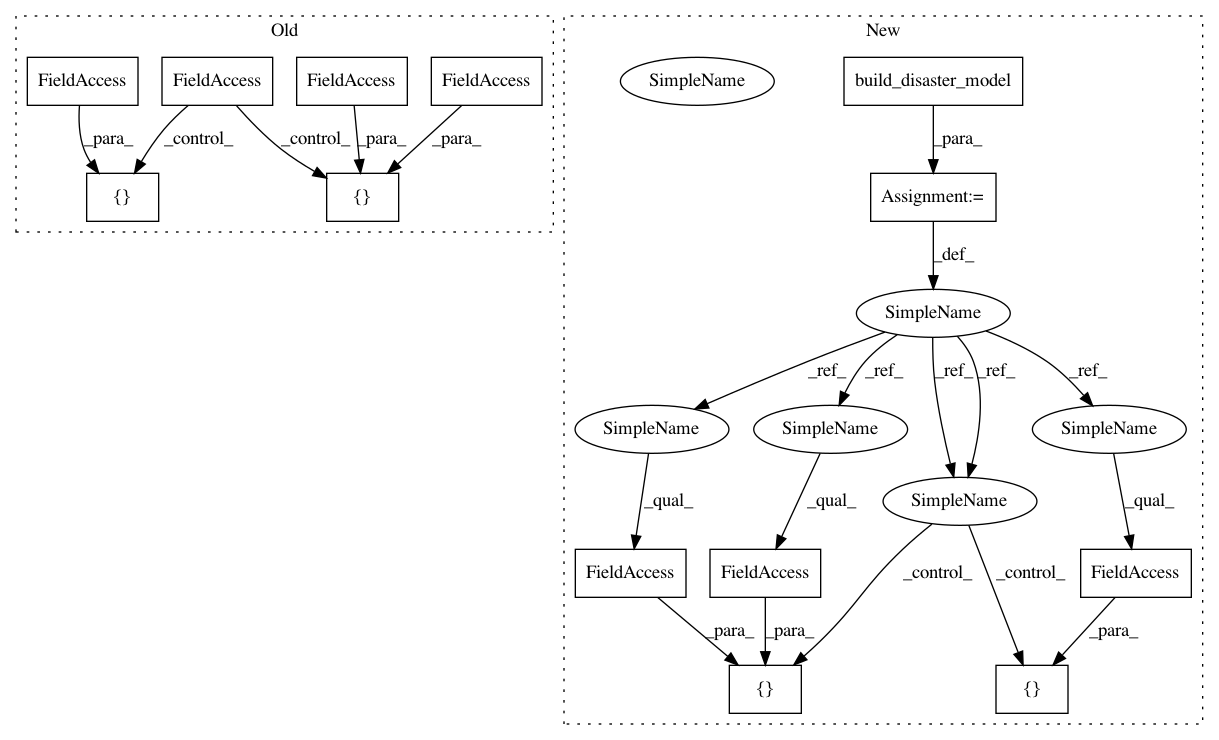 Old
New
FieldAccess
FieldAccess
FieldAccess
FieldAccess
SimpleName
build_disaster_model
_para_
_control_
_control_
_para_
_para_
_para_
{}
{}
Assignment:=
_def_
SimpleName
_ref_
_ref_
_ref_
_ref_
_ref_
SimpleName
SimpleName
SimpleName
SimpleName
_qual_
_qual_
_qual_
FieldAccess
FieldAccess
_control_
_control_
FieldAccess
_para_
_para_
_para_
{}
{}